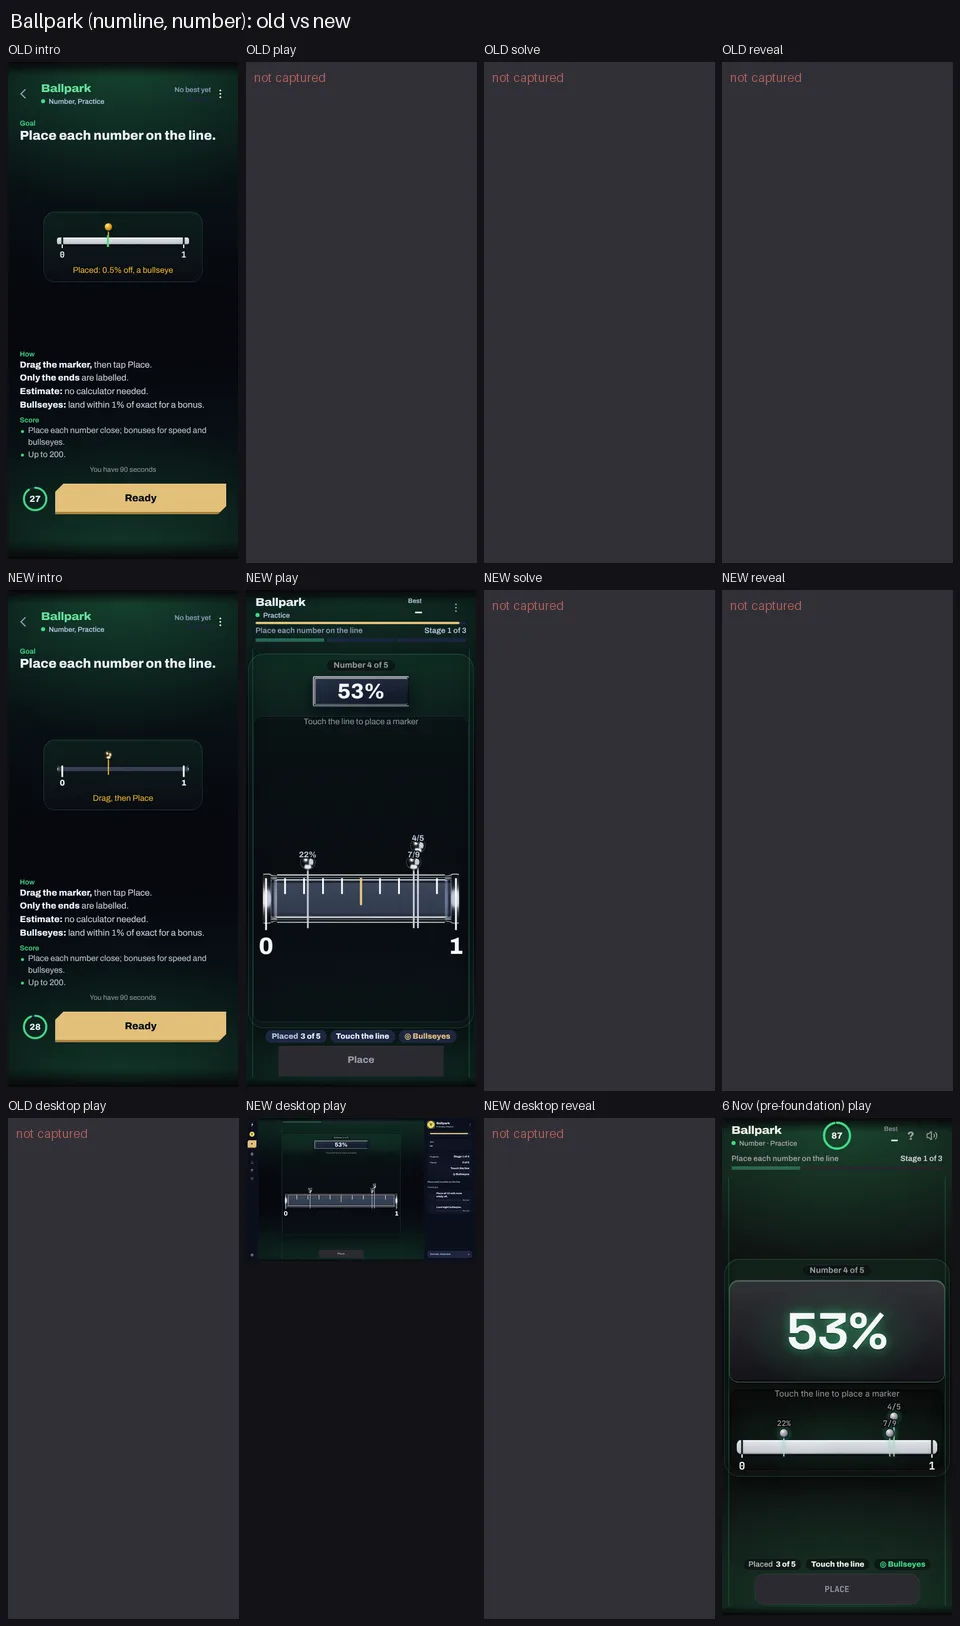 Ballpark (numline, number): old vs new
OLD intro
OLD play
OLD solve
OLD reveal
Ballpark
Number, Practice
No best yet
Goal
Place each number on the line.
0
1
Placed: 0.5% off, a bullseye
How
Drag the marker, then tap Place.
Only the ends are labelled.
Estimate: no calculator needed.
Bullseyes: land within 1% of exact for a bonus.
Score
Place each number close; bonuses for speed and
bullseyes.
Up to 200.
You have 90 seconds
27
Ready
not captured
not captured
not captured
NEW intro
NEW play
NEW solve
NEW reveal
Ballpark
Number, Practice
No best yet
Goal
Place each number on the line.
0
1
Drag, then Place
How
Drag the marker, then tap Place.
Only the ends are labelled.
Estimate: no calculator needed.
Bullseyes: land within 1% of exact for a bonus.
Score
Place each number close; bonuses for speed and
bullseyes.
Up to 200.
You have 90 seconds
28
Ready
Ballpark
Practice
Best
–
Place each number on the line
Stage 1 of 3
Number 4 of 5
53%
Touch the line to place a marker
4/5
22%
7/9
0
1
Placed 3 of 5
Touch the line
◎ Bullseyes
Place
not captured
not captured
OLD desktop play
NEW desktop play
NEW desktop reveal
6 Nov (pre-foundation) play
not captured
53%
0
1
Ballpark
Stage 1 of 3
Touch the line
Place
not captured
Ballpark
Number · Practice
87
Best
–
?
Place each number on the line
Stage 1 of 3
Number 4 of 5
53%
Touch the line to place a marker
4/5
22%
7/9
0
1
Placed 3 of 5
Touch the line
◎ Bullseyes
PLACE